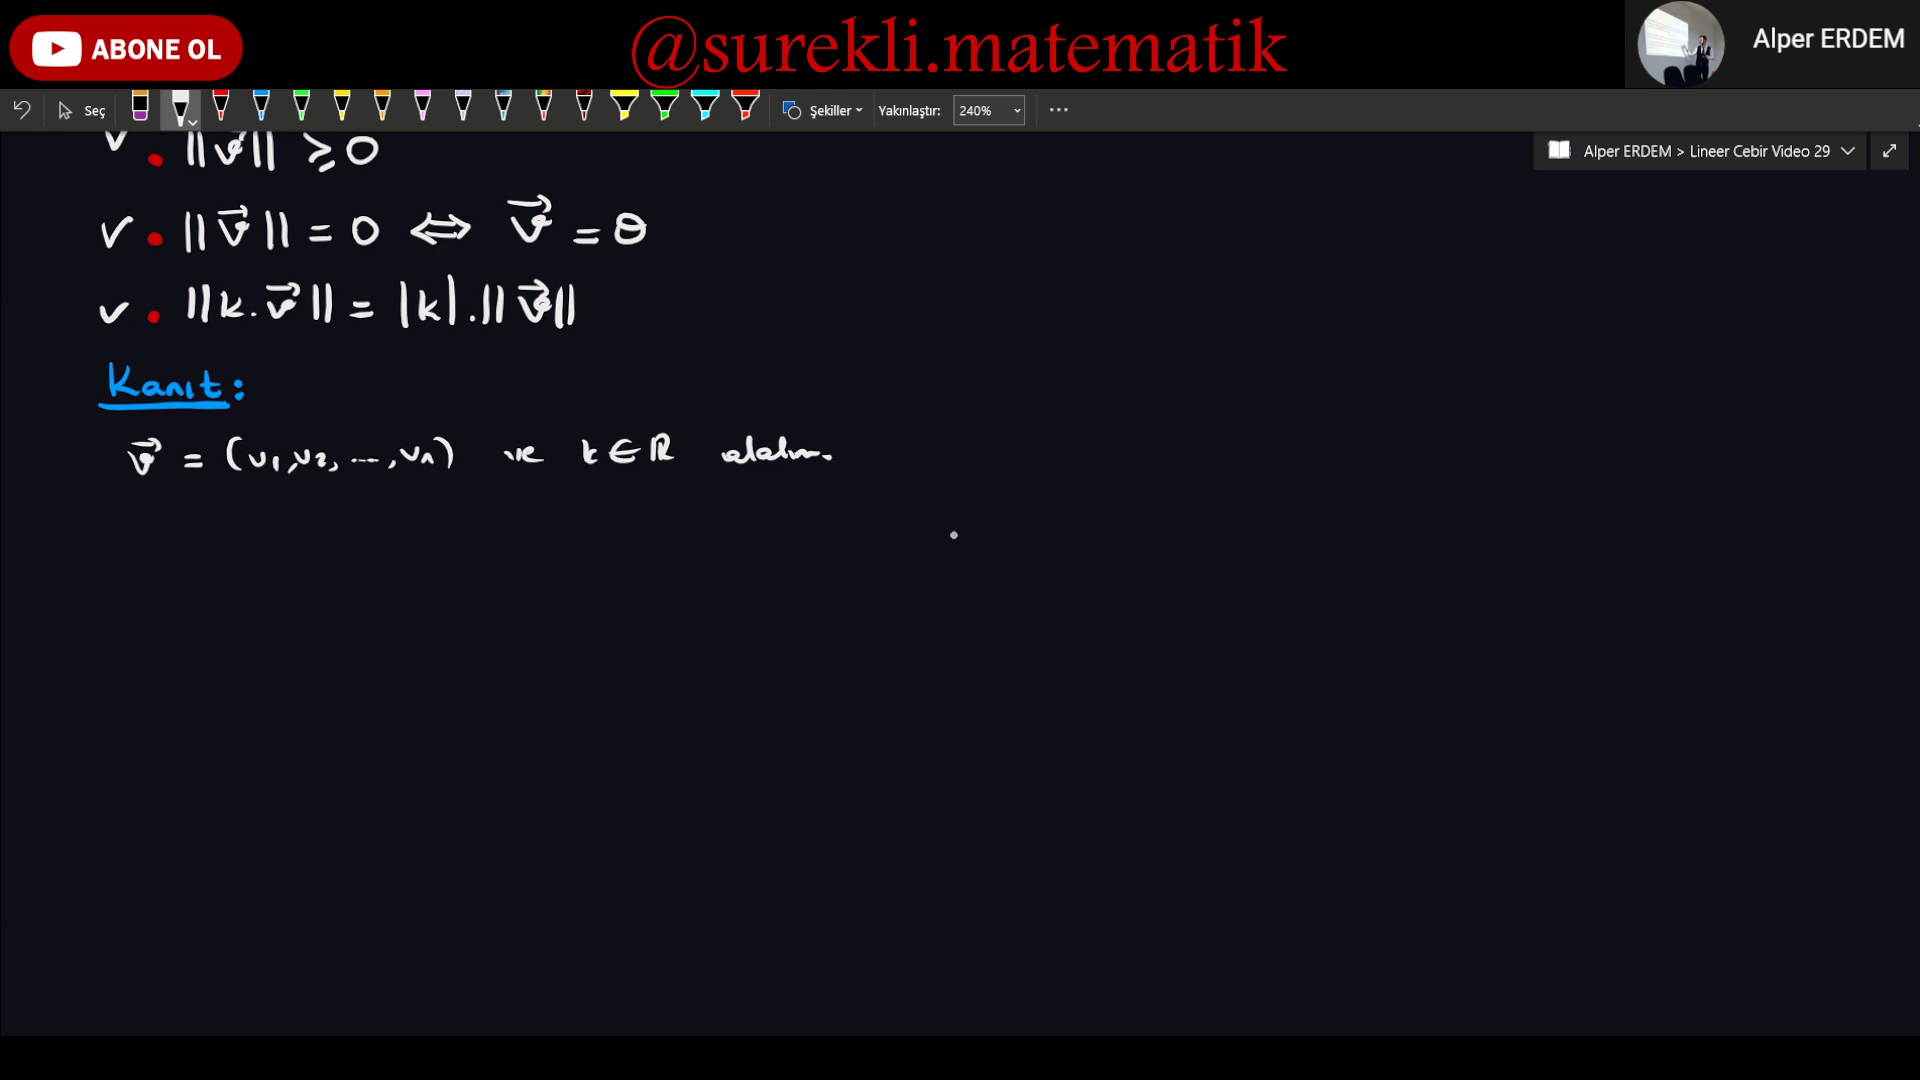 ABONE OL
@surekli.matematik
Alper ERDEM
Seç
Şekiller
Yakınlaştır:
240%
Alper ERDEM > Lineer Cebir Video 29
✓ • ||v⃗|| ⩾ 0
✓ • ||v⃗|| = 0 ⇔ v⃗ = θ
✓ • ||k.v⃗|| = |k|.||v⃗||
Kanıt:
v⃗ = (v₁,v₂, ...,vₙ) ve k∈ℝ alalım.